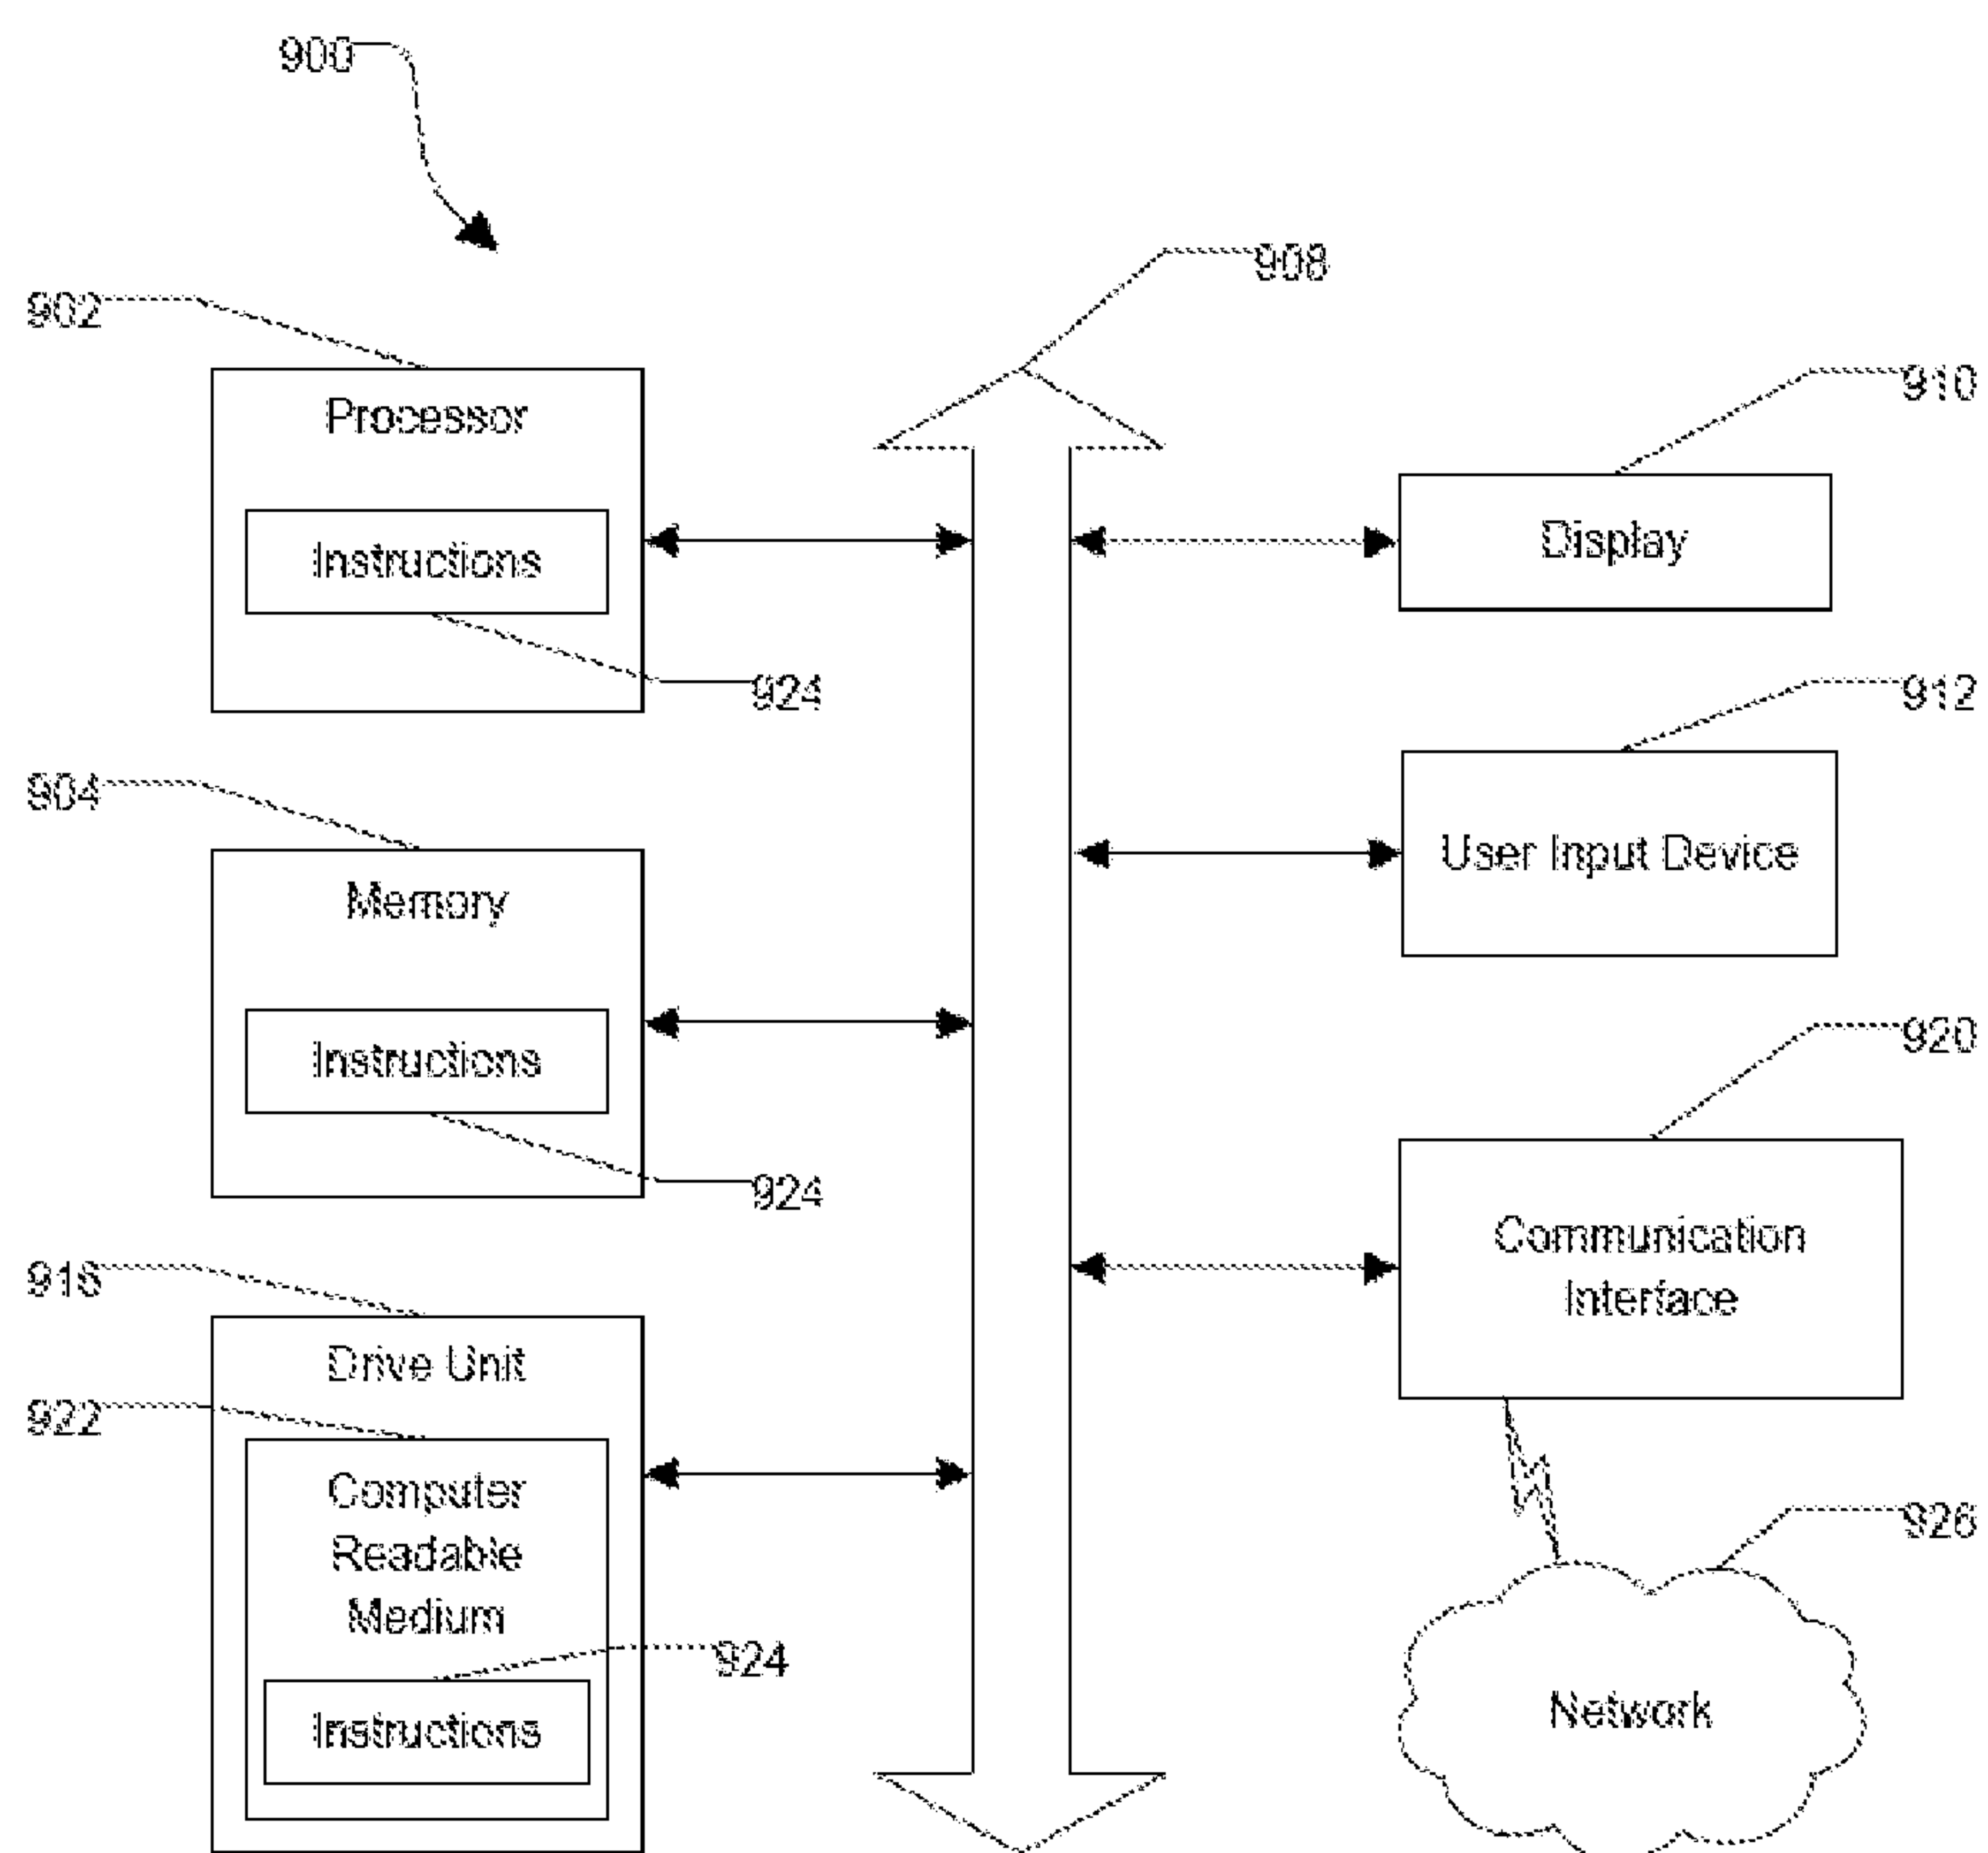 900
908
902
910
Processor
Display
Instructions
924
912
904
User Input Device
Memory
920
Instructions
924
Communication
Interface
916
Drive Unit
922
Computer
Readable
Medium
926
924
Instructions
Network